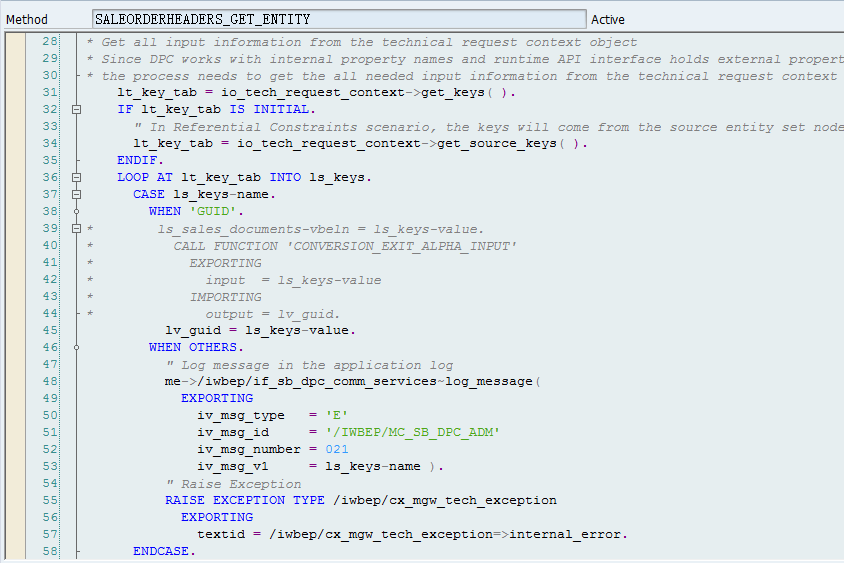 Method SALEORDERHEADERS_GET_ENTITY Active
28 * Get all input information from the technical request context object
29 * Since DPC works with internal property names and runtime API interface holds external propert
30 * the process needs to get the all needed input information from the technical request context
31 lt_key_tab = io_tech_request_context->get_keys( ).
32 IF lt_key_tab IS INITIAL.
33 " In Referential Constraints scenario, the keys will come from the source entity set node
34 lt_key_tab = io_tech_request_context->get_source_keys( ).
35 ENDIF.
36 LOOP AT lt_key_tab INTO ls_keys.
37 CASE ls_keys-name.
38 WHEN 'GUID'.
39 * ls_sales_documents-vbeln = ls_keys-value.
40 * CALL FUNCTION 'CONVERSION_EXIT_ALPHA_INPUT'
41 * EXPORTING
42 * input = ls_keys-value
43 * IMPORTING
44 * output = lv_guid.
45 lv_guid = ls_keys-value.
46 WHEN OTHERS.
47 " Log message in the application log
48 me->/iwbep/if_sb_dpc_comm_services~log_message(
49 EXPORTING
50 iv_msg_type = 'E'
51 iv_msg_id = '/IWBEP/MC_SB_DPC_ADM'
52 iv_msg_number = 021
53 iv_msg_v1 = ls_keys-name ).
54 " Raise Exception
55 RAISE EXCEPTION TYPE /iwbep/cx_mgw_tech_exception
56 EXPORTING
57 textid = /iwbep/cx_mgw_tech_exception=>internal_error.
58 ENDCASE.